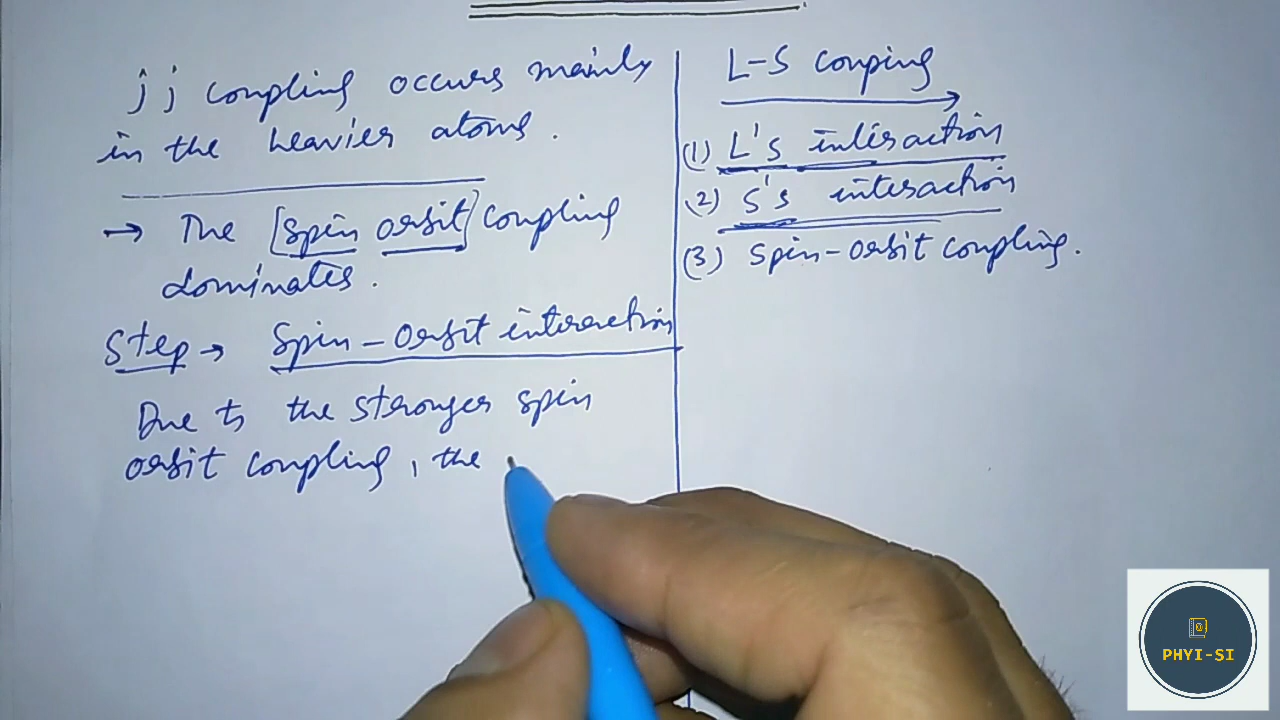 jj coupling occurs mainly
in the heavier atoms.
→ The [spin orbit] coupling
dominates.
Step → Spin-orbit interaction
Due to the stronger spin
orbit coupling, the
L-S couping
(1) L's interaction
(2) S's interaction
(3) Spin-orbit coupling.
PHYI-SI